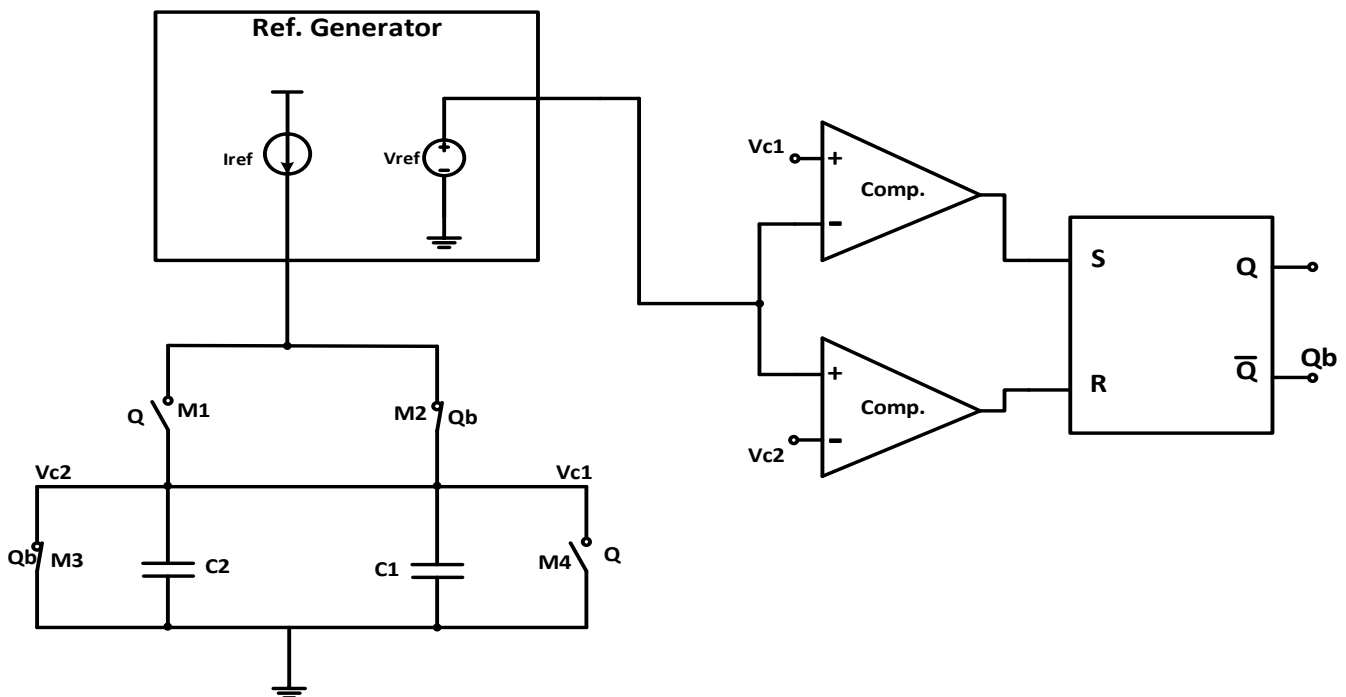 Ref. Generator
Iref
Vref
+
-
Vc1
+
-
Comp.
+
-
Comp.
Vc2
S
R
Q
Q
Qb
Q
M1
M2
Qb
Vc2
Vc1
Qb
M3
C2
C1
M4
Q